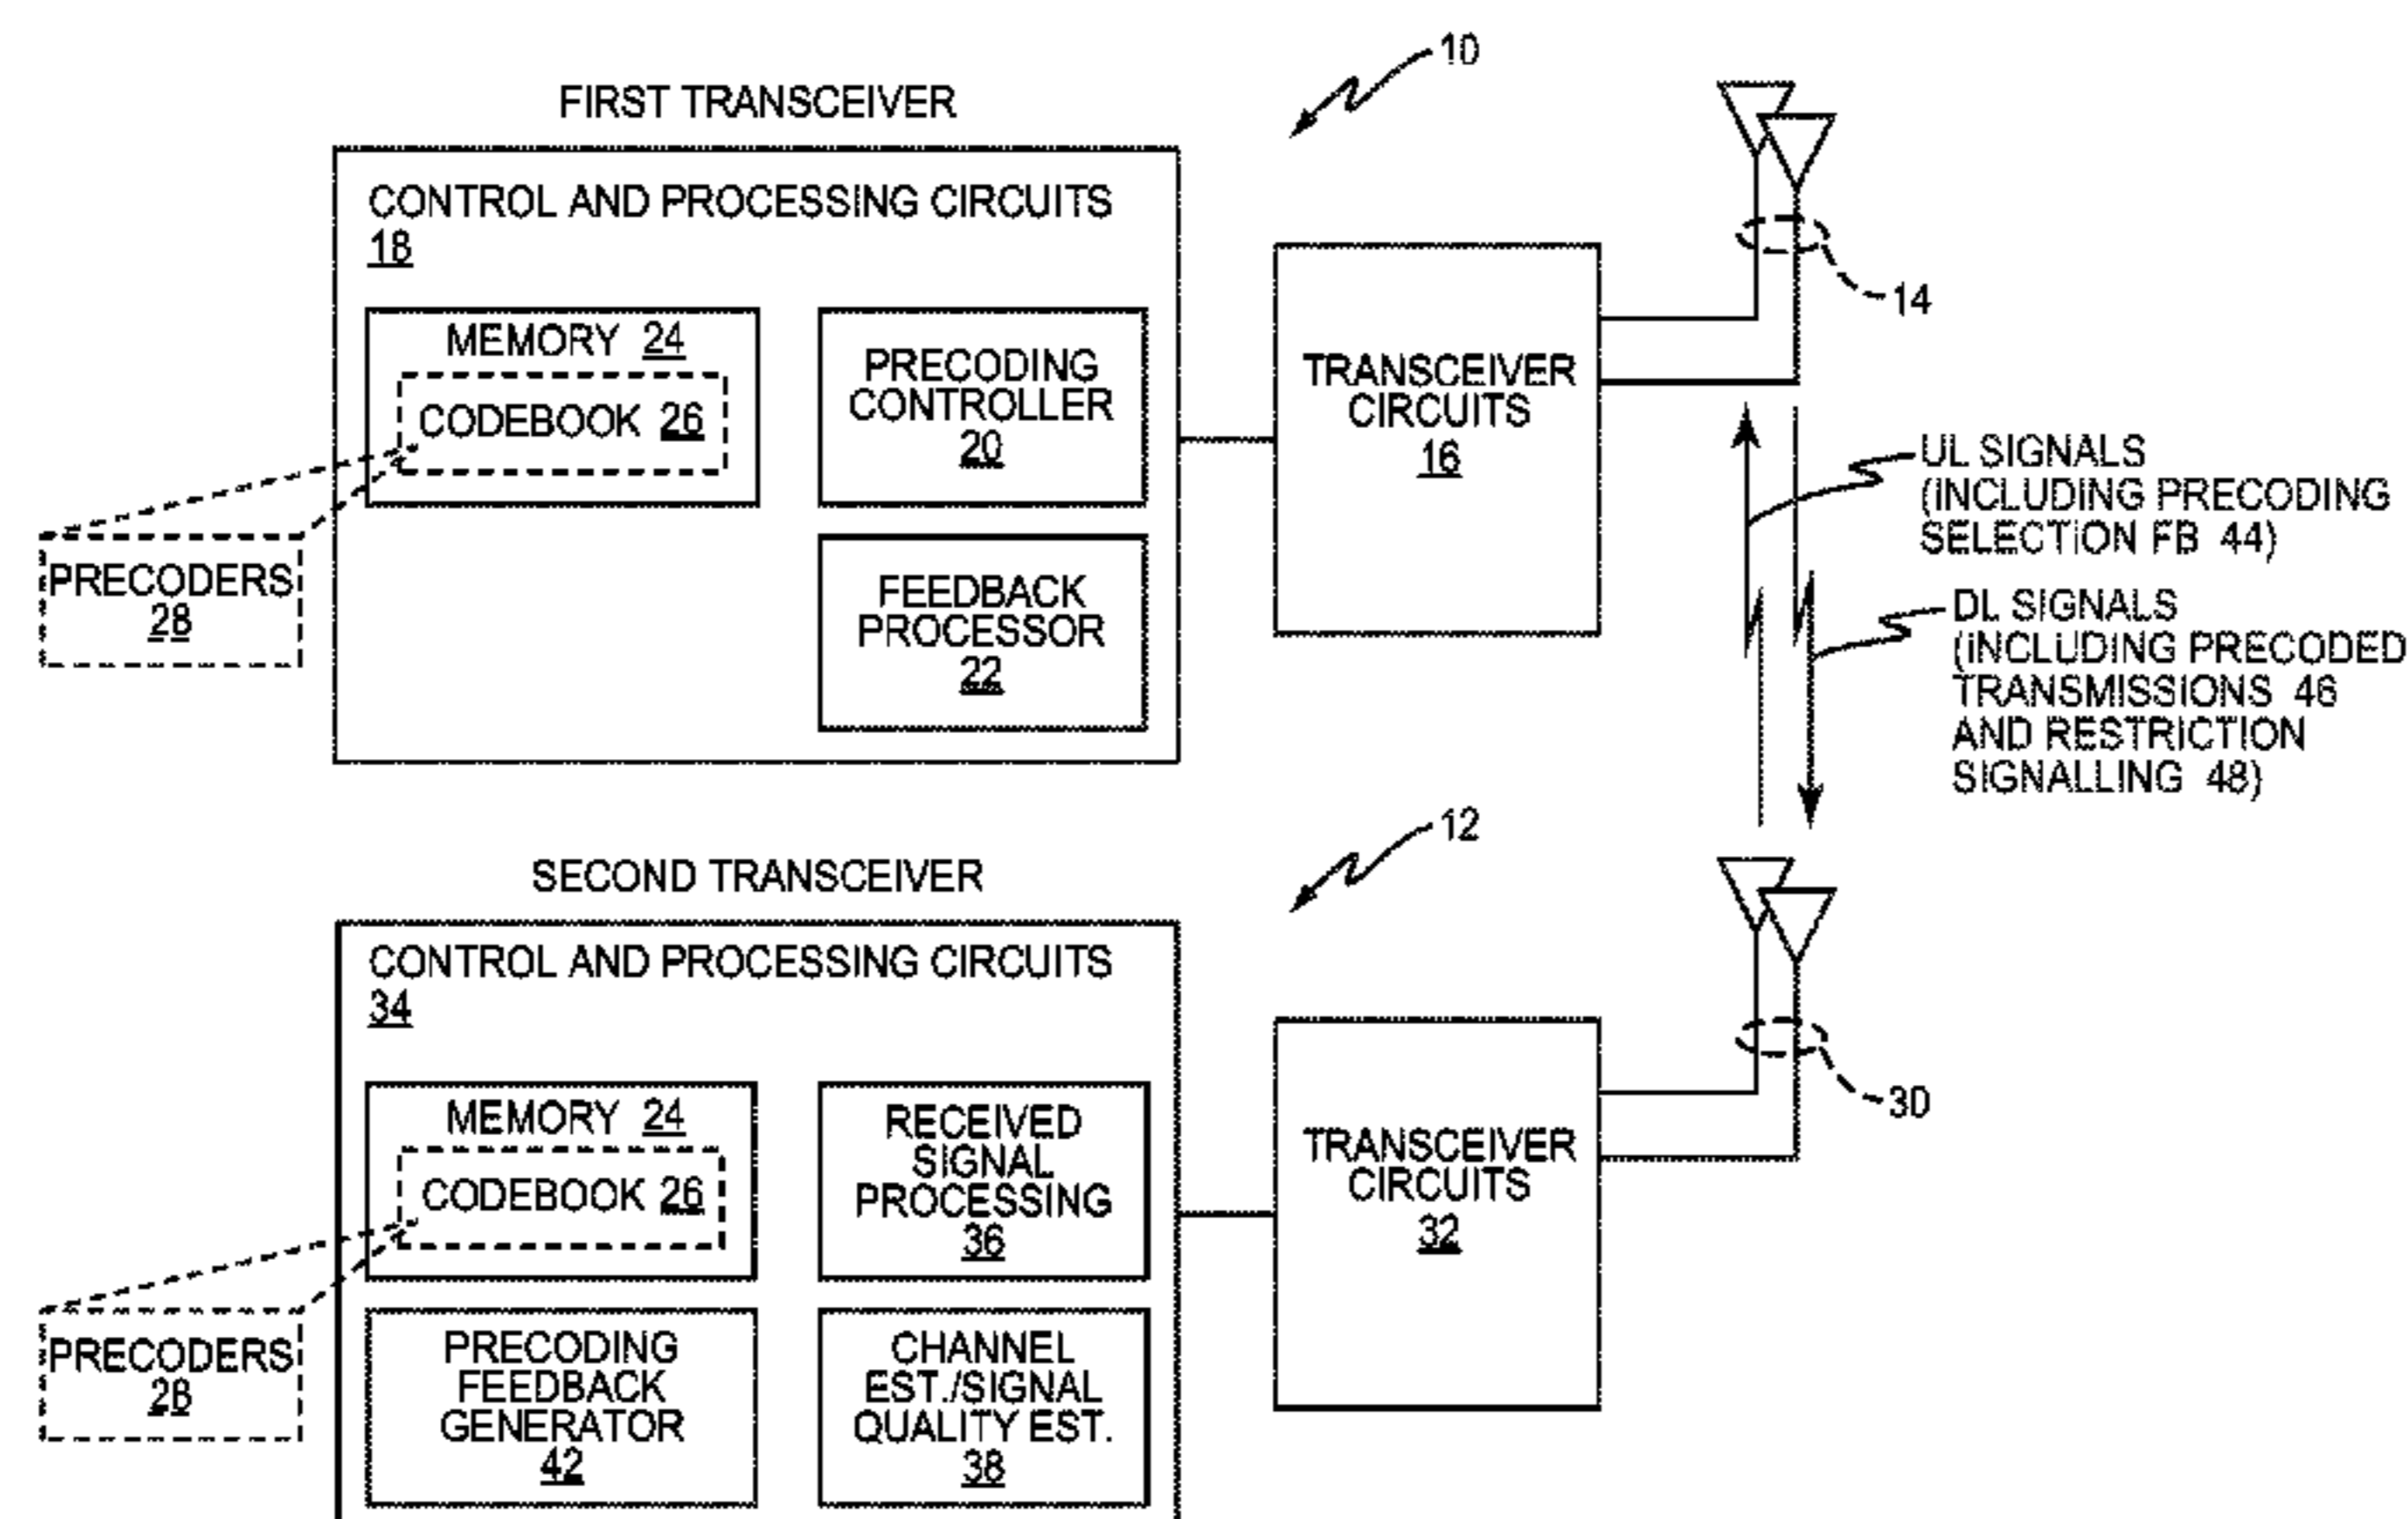 10
FIRST TRANSCEIVER
CONTROL AND PROCESSING CIRCUITS
18
MEMORY 24
CODEBOOK 26
PRECODERS
28
PRECODING
CONTROLLER
20
FEEDBACK
PROCESSOR
22
TRANSCEIVER
CIRCUITS
16
14
UL SIGNALS
(INCLUDING PRECODING
SELECTION FB 44)
DL SIGNALS
(INCLUDING PRECODED
TRANSMISSIONS 46
AND RESTRICTION
SIGNALLING 48)
12
SECOND TRANSCEIVER
CONTROL AND PROCESSING CIRCUITS
34
MEMORY 24
CODEBOOK 26
PRECODERS
28
RECEIVED
SIGNAL
PROCESSING
36
PRECODING
FEEDBACK
GENERATOR
42
CHANNEL
EST./SIGNAL
QUALITY EST.
38
TRANSCEIVER
CIRCUITS
32
30